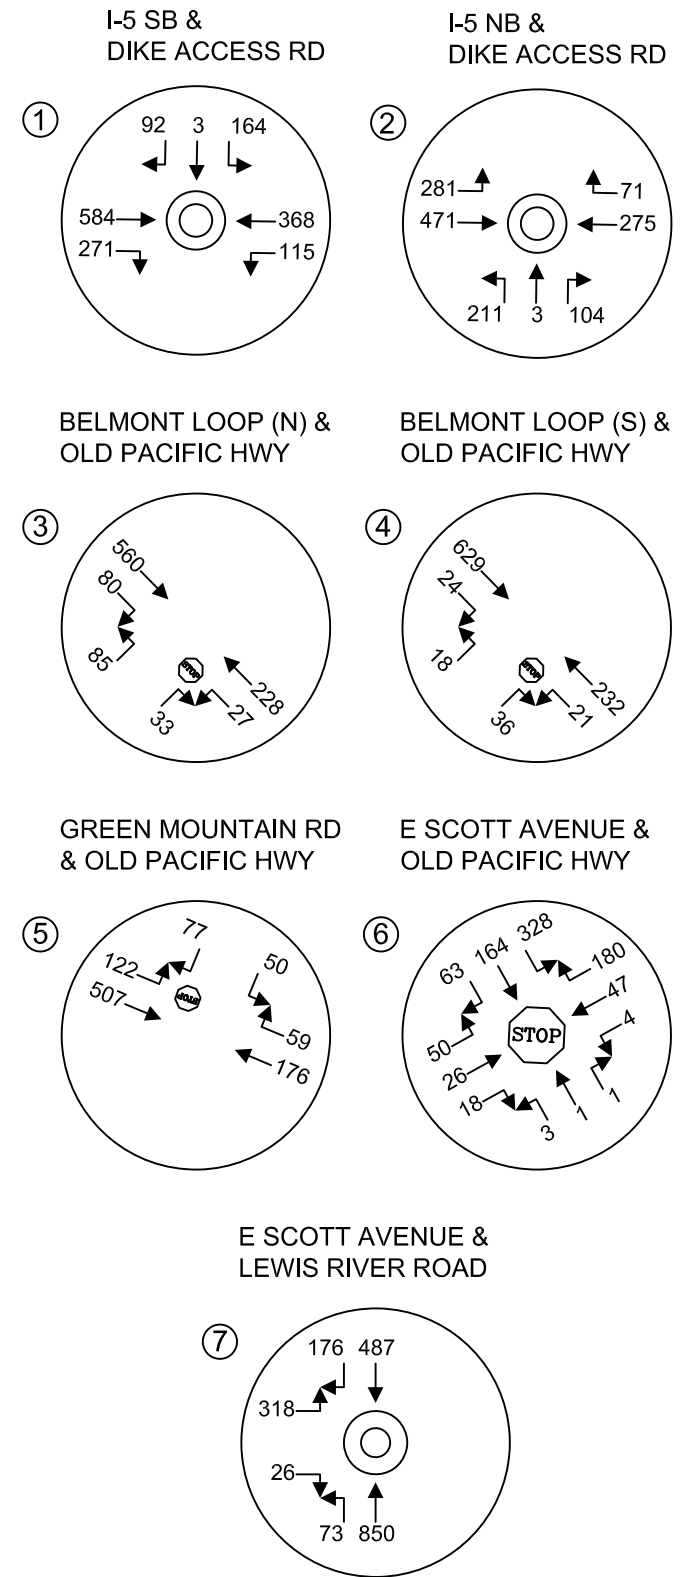 I-5 SB &
DIKE ACCESS RD
I-5 NB &
DIKE ACCESS RD
1
92 3 164
584 368
271 115
2
281 71
471 275
211 3 104
BELMONT LOOP (N) &
OLD PACIFIC HWY
BELMONT LOOP (S) &
OLD PACIFIC HWY
3
560
80
85
STOP
33
27
228
4
629
24
18
STOP
36
21
232
GREEN MOUNTAIN RD
& OLD PACIFIC HWY
E SCOTT AVENUE &
OLD PACIFIC HWY
5
77
122
507
STOP
50
59
176
6
63
164
328
180
47
4
STOP
50
26
18
3
1
1
E SCOTT AVENUE &
LEWIS RIVER ROAD
7
176 487
318
26
73 850